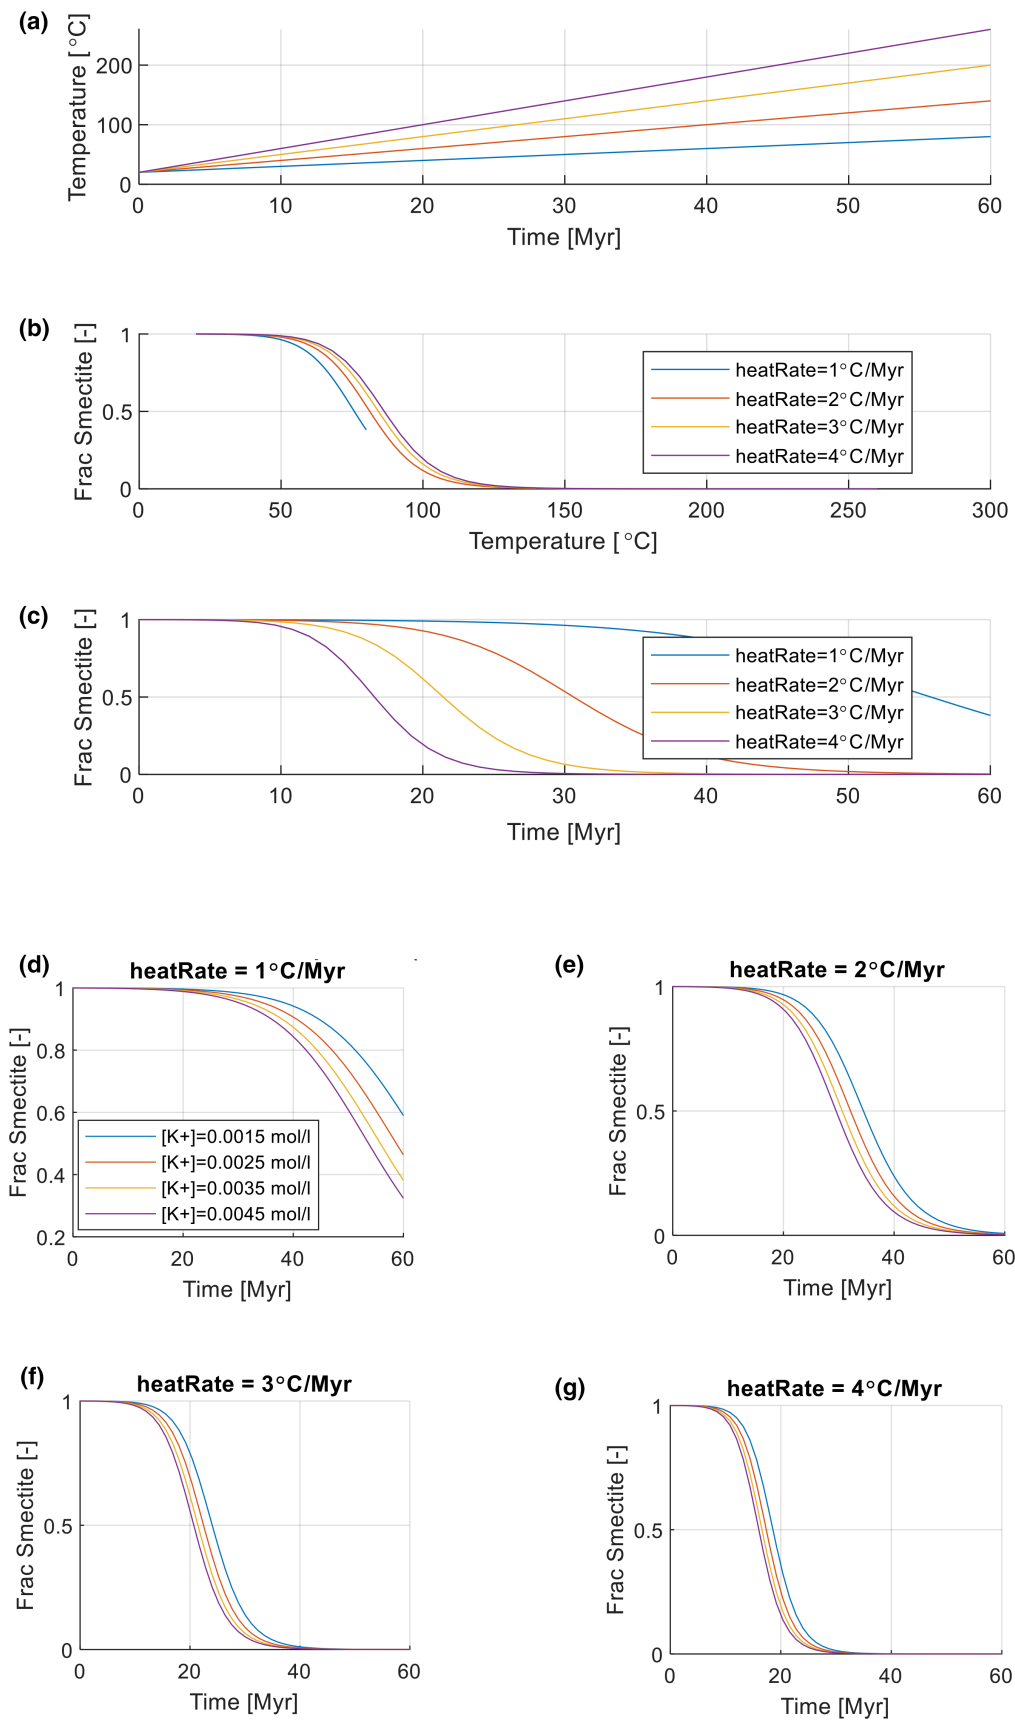 (a)
Temperature [°C]
200
100
0
0 10 20 30 40 50 60
Time [Myr]
(b)
Frac Smectite [-]
1
0.5
0
heatRate=1°C/Myr
heatRate=2°C/Myr
heatRate=3°C/Myr
heatRate=4°C/Myr
0 50 100 150 200 250 300
Temperature [°C]
(c)
Frac Smectite [-]
1
0.5
0
heatRate=1°C/Myr
heatRate=2°C/Myr
heatRate=3°C/Myr
heatRate=4°C/Myr
0 10 20 30 40 50 60
Time [Myr]
(d)
heatRate = 1°C/Myr
Frac Smectite [-]
1
0.8
0.6
0.4
0.2
[K+]=0.0015 mol/l
[K+]=0.0025 mol/l
[K+]=0.0035 mol/l
[K+]=0.0045 mol/l
0 20 40 60
Time [Myr]
(e)
heatRate = 2°C/Myr
Frac Smectite [-]
1
0.5
0
0 20 40 60
Time [Myr]
(f)
heatRate = 3°C/Myr
Frac Smectite [-]
1
0.5
0
0 20 40 60
Time [Myr]
(g)
heatRate = 4°C/Myr
Frac Smectite [-]
1
0.5
0
0 20 40 60
Time [Myr]